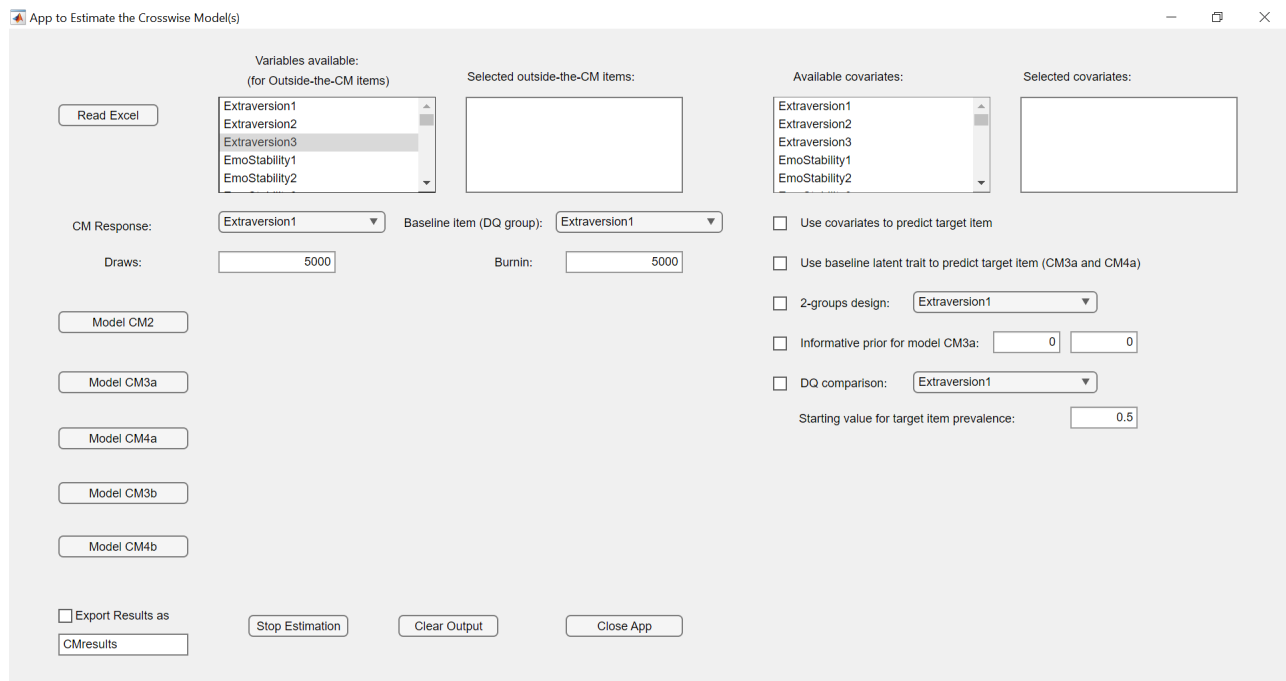 App to Estimate the Crosswise Model(s)
Variables available:
(for Outside-the-CM items)
Selected outside-the-CM items:
Available covariates:
Selected covariates:
Read Excel
Extraversion1
Extraversion2
Extraversion3
EmoStability1
EmoStability2
Extraversion1
Extraversion2
Extraversion3
EmoStability1
EmoStability2
CM Response:
Extraversion1
Baseline item (DQ group):
Extraversion1
Use covariates to predict target item
Draws:
5000
Burnin:
5000
Use baseline latent trait to predict target item (CM3a and CM4a)
2-groups design:
Extraversion1
Model CM2
Informative prior for model CM3a:
0
0
Model CM3a
DQ comparison:
Extraversion1
Starting value for target item prevalence:
0.5
Model CM4a
Model CM3b
Model CM4b
Export Results as
CMresults
Stop Estimation
Clear Output
Close App